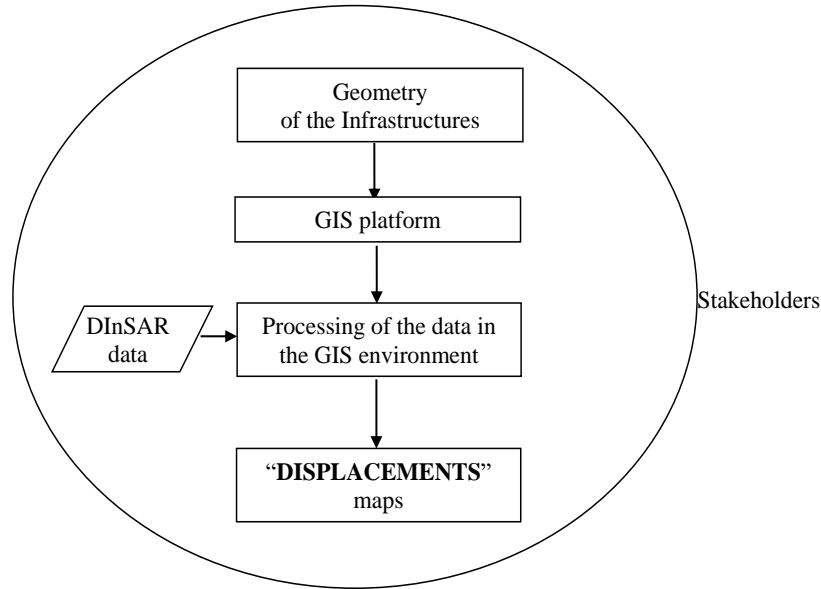 Geometry
of the Infrastructures
GIS platform
DInSAR
data
Processing of the data in
the GIS environment
Stakeholders
“DISPLACEMENTS”
maps